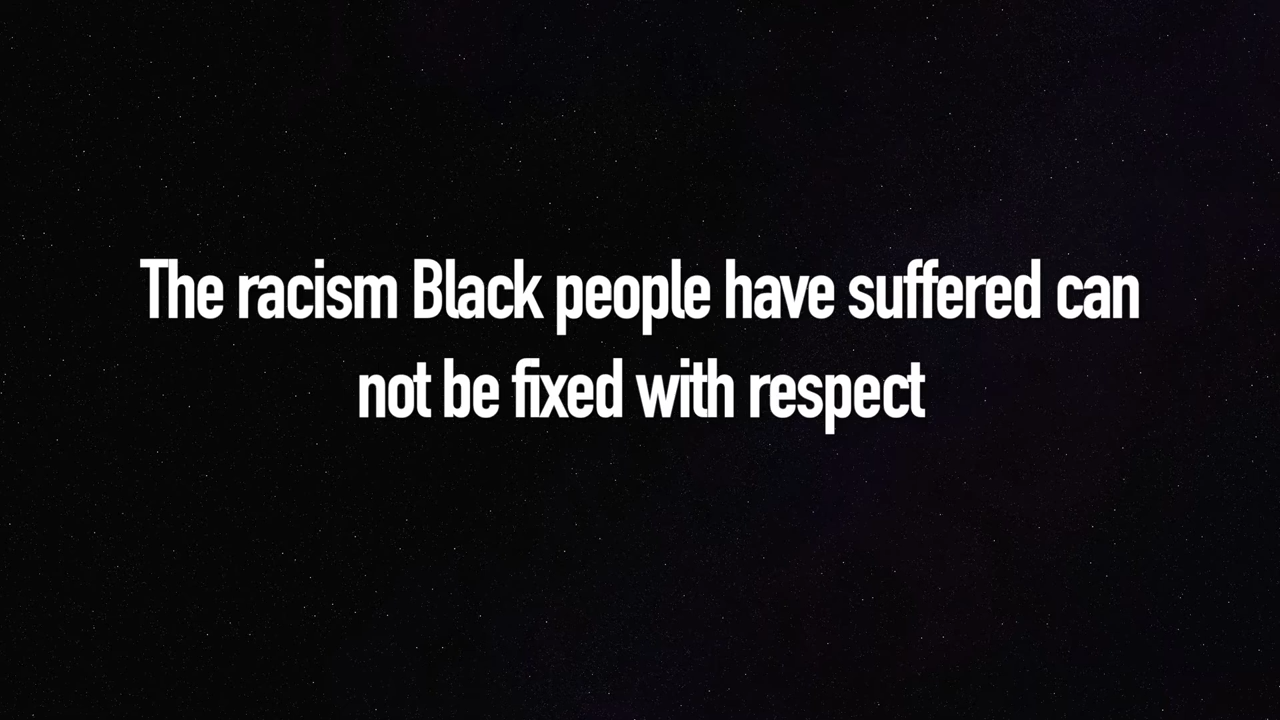 The racism Black people have suffered can
not be fixed with respect